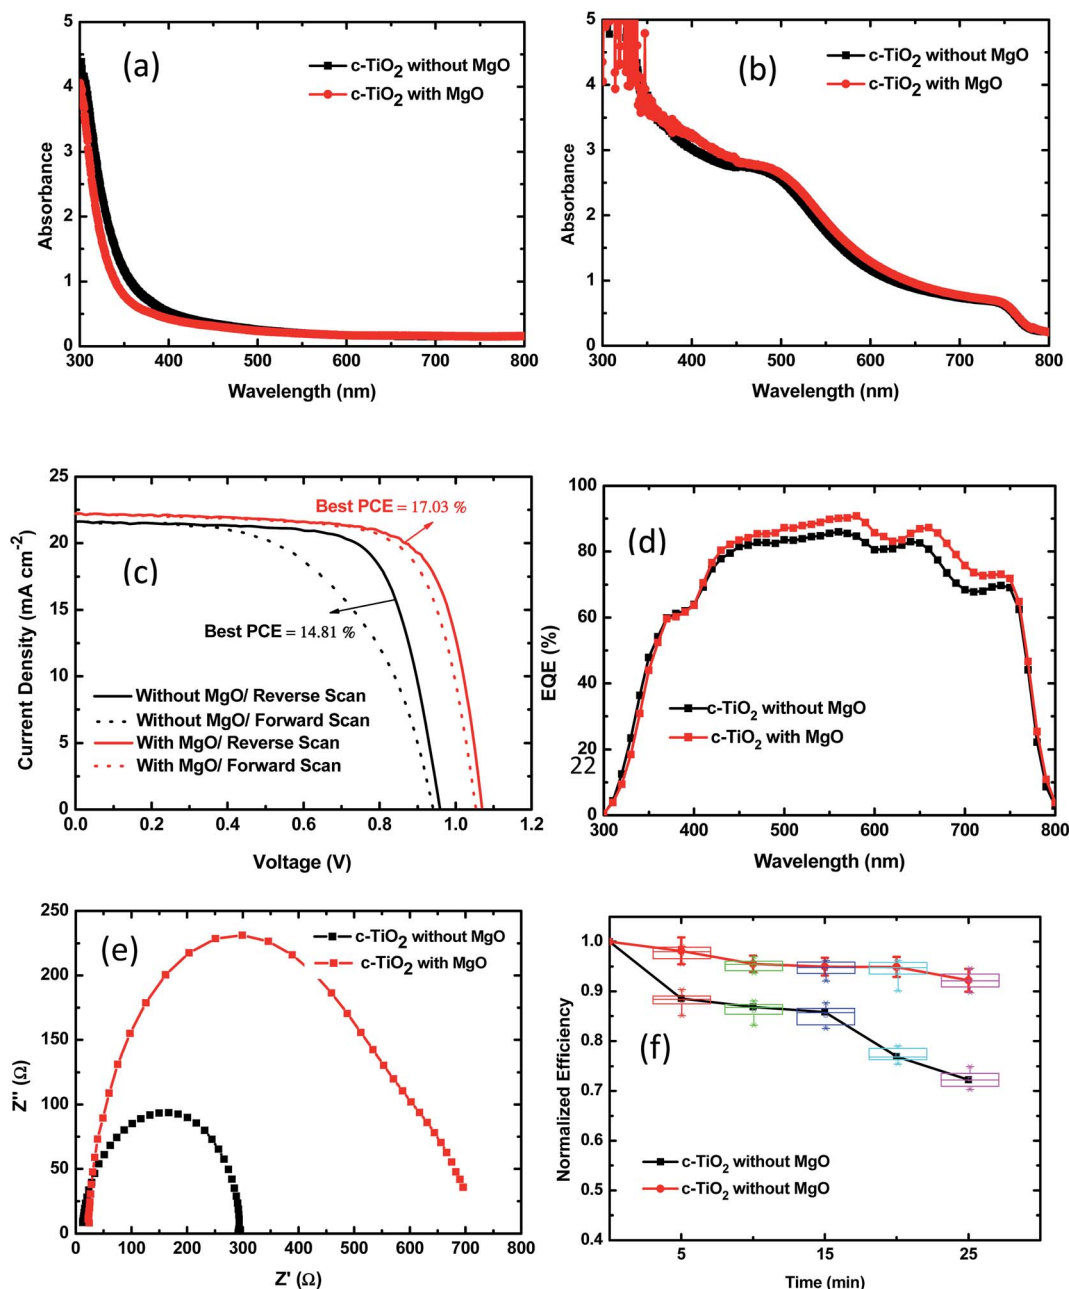 (a)
c-TiO₂ without MgO
c-TiO₂ with MgO
5
4
3
2
1
0
Absorbance
300 400 500 600 700 800
Wavelength (nm)
(b)
c-TiO₂ without MgO
c-TiO₂ with MgO
5
4
3
2
1
0
Absorbance
300 400 500 600 700 800
Wavelength (nm)
25
20
15
10
5
0
Current Density (mA cm⁻²)
Best PCE = 17.03 %
(c)
Best PCE = 14.81 %
Without MgO/ Reverse Scan
Without MgO/ Forward Scan
With MgO/ Reverse Scan
With MgO/ Forward Scan
0.0 0.2 0.4 0.6 0.8 1.0 1.2
Voltage (V)
100
80
60
40
20
0
EQE (%)
22
(d)
c-TiO₂ without MgO
c-TiO₂ with MgO
300 400 500 600 700 800
Wavelength (nm)
250
200
150
100
50
0
Z'' (Ω)
(e)
c-TiO₂ without MgO
c-TiO₂ with MgO
0 100 200 300 400 500 600 700 800
Z' (Ω)
1.0
0.9
0.8
0.7
0.6
0.5
0.4
Normalized Efficiency
(f)
c-TiO₂ without MgO
c-TiO₂ without MgO
5 15 20 25
Time (min)